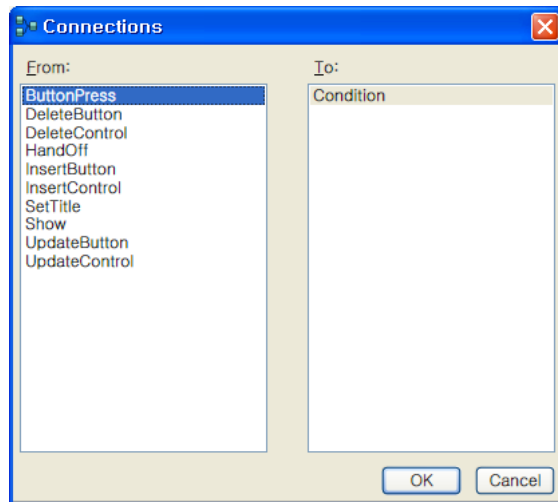 Connections
From:
To:
ButtonPress
DeleteButton
DeleteControl
HandOff
InsertButton
InsertControl
SetTitle
Show
UpdateButton
UpdateControl
Condition
OK
Cancel